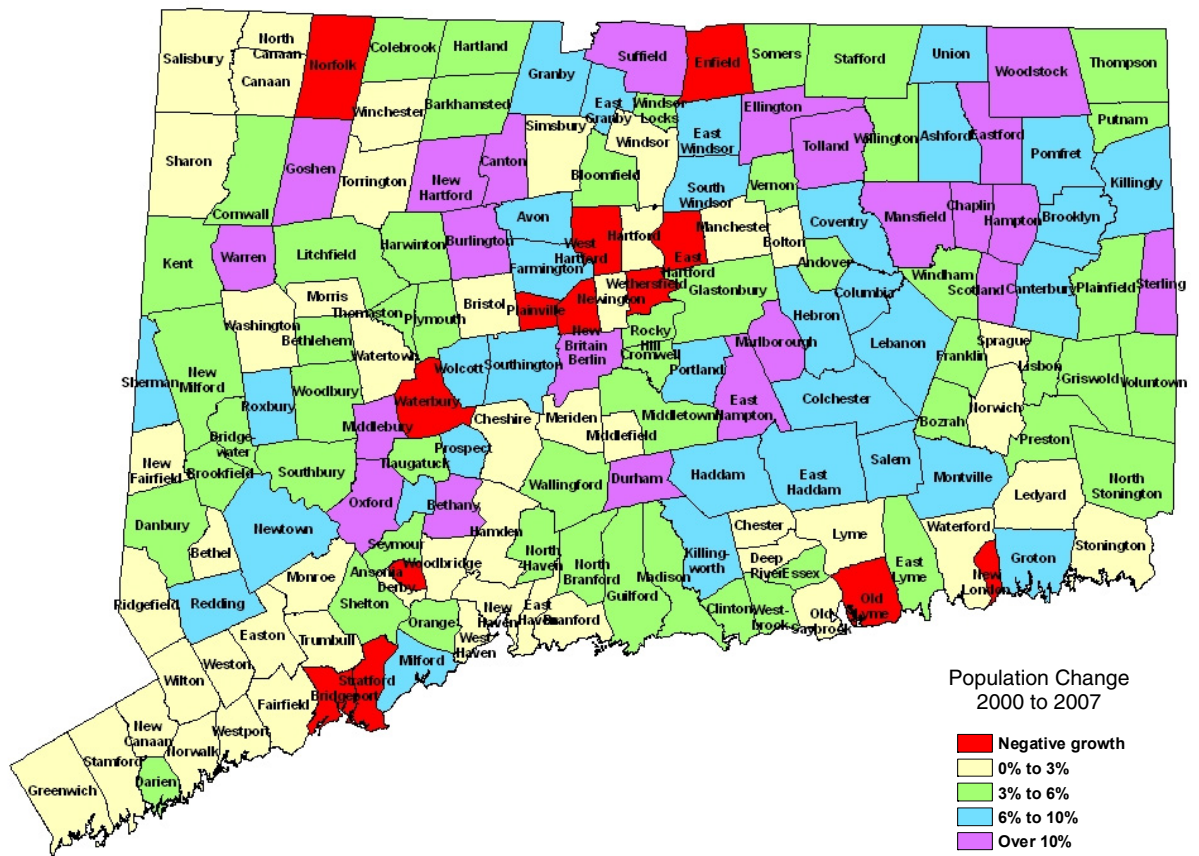 Salisbury
North
Canaan
Canaan
Norfolk
Colebrook
Hartland
Granby
Suffield
Enfield
Somers
Stafford
Union
Woodstock
Thompson
Winchester
Barkhamsted
East
Granby
Windsor
Locks
Simsbury
Windsor
East
Windsor
Ellington
Tolland
Willington
Ashford
Eastford
Putnam
Pomfret
Killingly
Sharon
Cornwall
Goshen
Torrington
New
Hartford
Canton
Bloomfield
South
Windsor
Vernon
Coventry
Mansfield
Chaplin
Hampton
Brooklyn
Kent
Warren
Litchfield
Harwinton
Burlington
Avon
Farmington
West
Hartford
Hartford
East
Hartford
Manchester
Bolton
Andover
Columbia
Windham
Scotland
Canterbury
Plainfield
Sterling
Washington
Morris
Bethlehem
Thomaston
Plymouth
Watertown
Bristol
Plainville
New
Britain
Newington
Wethersfield
Glastonbury
Rocky
Hill
Berlin
Cromwell
Marlborough
Hebron
Lebanon
Franklin
Sprague
Lisbon
Griswold
Voluntown
Sherman
New
Milford
Roxbury
Woodbury
Waterbury
Wolcott
Southington
Portland
East
Hampton
Colchester
Bozrah
Norwich
Preston
Bridge-
water
Middlebury
Cheshire
Meriden
Middlefield
Middletown
New
Fairfield
Brookfield
Southbury
Naugatuck
Prospect
Wallingford
Durham
Haddam
East
Haddam
Salem
Montville
Ledyard
North
Stonington
Danbury
Bethel
Newtown
Oxford
Bethany
Hamden
Seymour
Woodbridge
North
Haven
North
Branford
Guilford
Madison
Killing-
worth
Chester
Deep
River
Essex
Lyme
East
Lyme
Waterford
New
London
Groton
Stonington
Ridgefield
Redding
Monroe
Ansonia
Derby
Shelton
Orange
New
Haven
West
Haven
East
Haven
Branford
Clinton
West-
brook
Old
Saybrook
Old
Lyme
Easton
Trumbull
Milford
Stratford
Bridgeport
Weston
Wilton
Fairfield
Westport
New
Canaan
Norwalk
Stamford
Darien
Greenwich
Population Change
2000 to 2007
Negative growth
0% to 3%
3% to 6%
6% to 10%
Over 10%